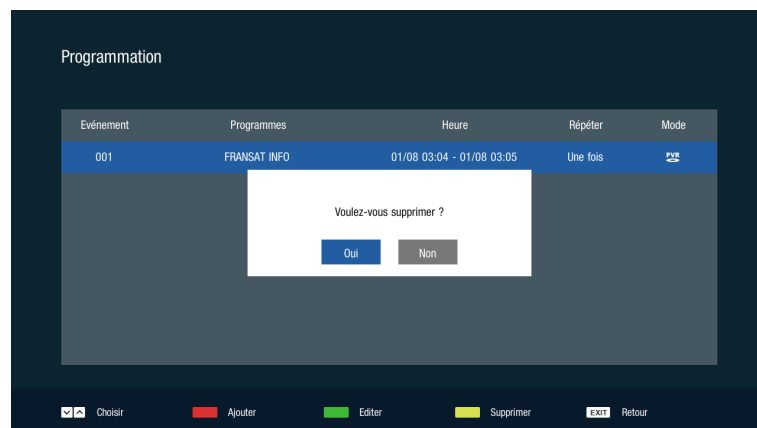 Programmation
Evénement Programmes Heure Répéter Mode
001 FRANSAT INFO 01/08 03:04 - 01/08 03:05 Une fois PVR
Voulez-vous supprimer ?
Oui Non
Choisir Ajouter Editer Supprimer EXIT Retour